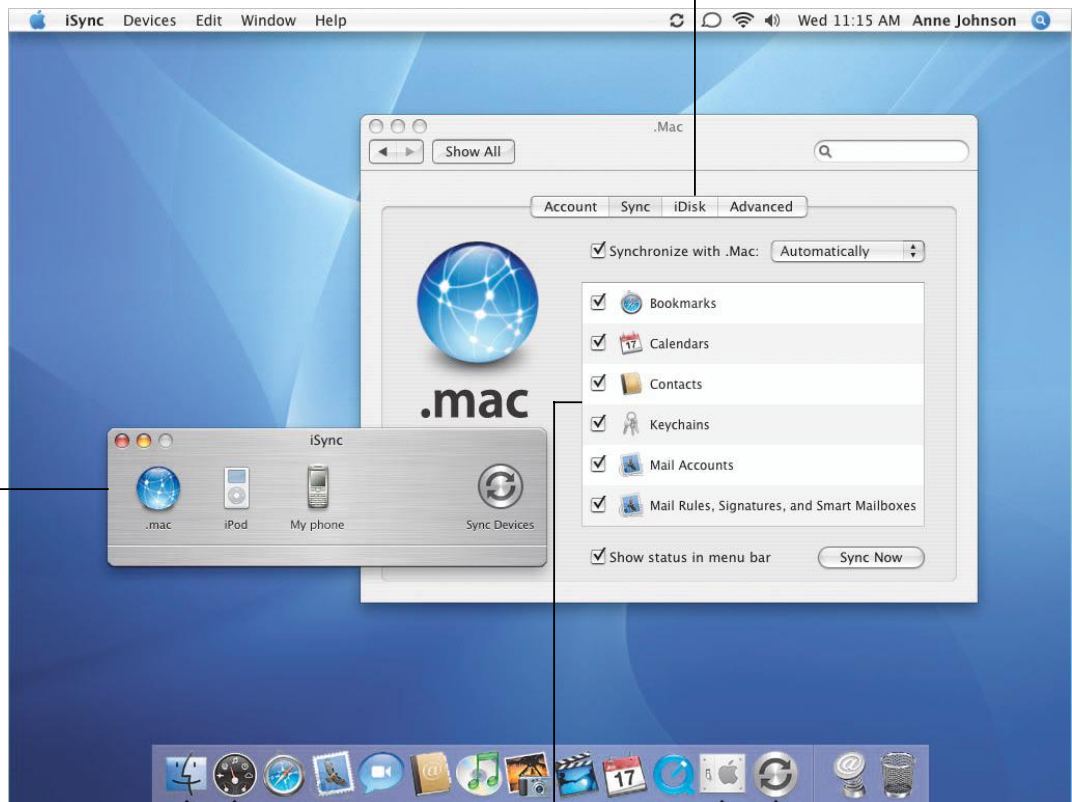 iSync Devices Edit Window Help Wed 11:15 AM Anne Johnson
.Mac
Show All
Account Sync iDisk Advanced
Synchronize with .Mac: Automatically
Bookmarks
17 Calendars
Contacts
Keychains
Mail Accounts
Mail Rules, Signatures, and Smart Mailboxes
Show status in menu bar Sync Now
.mac
iSync
.mac iPod My phone Sync Devices
@ 17 @